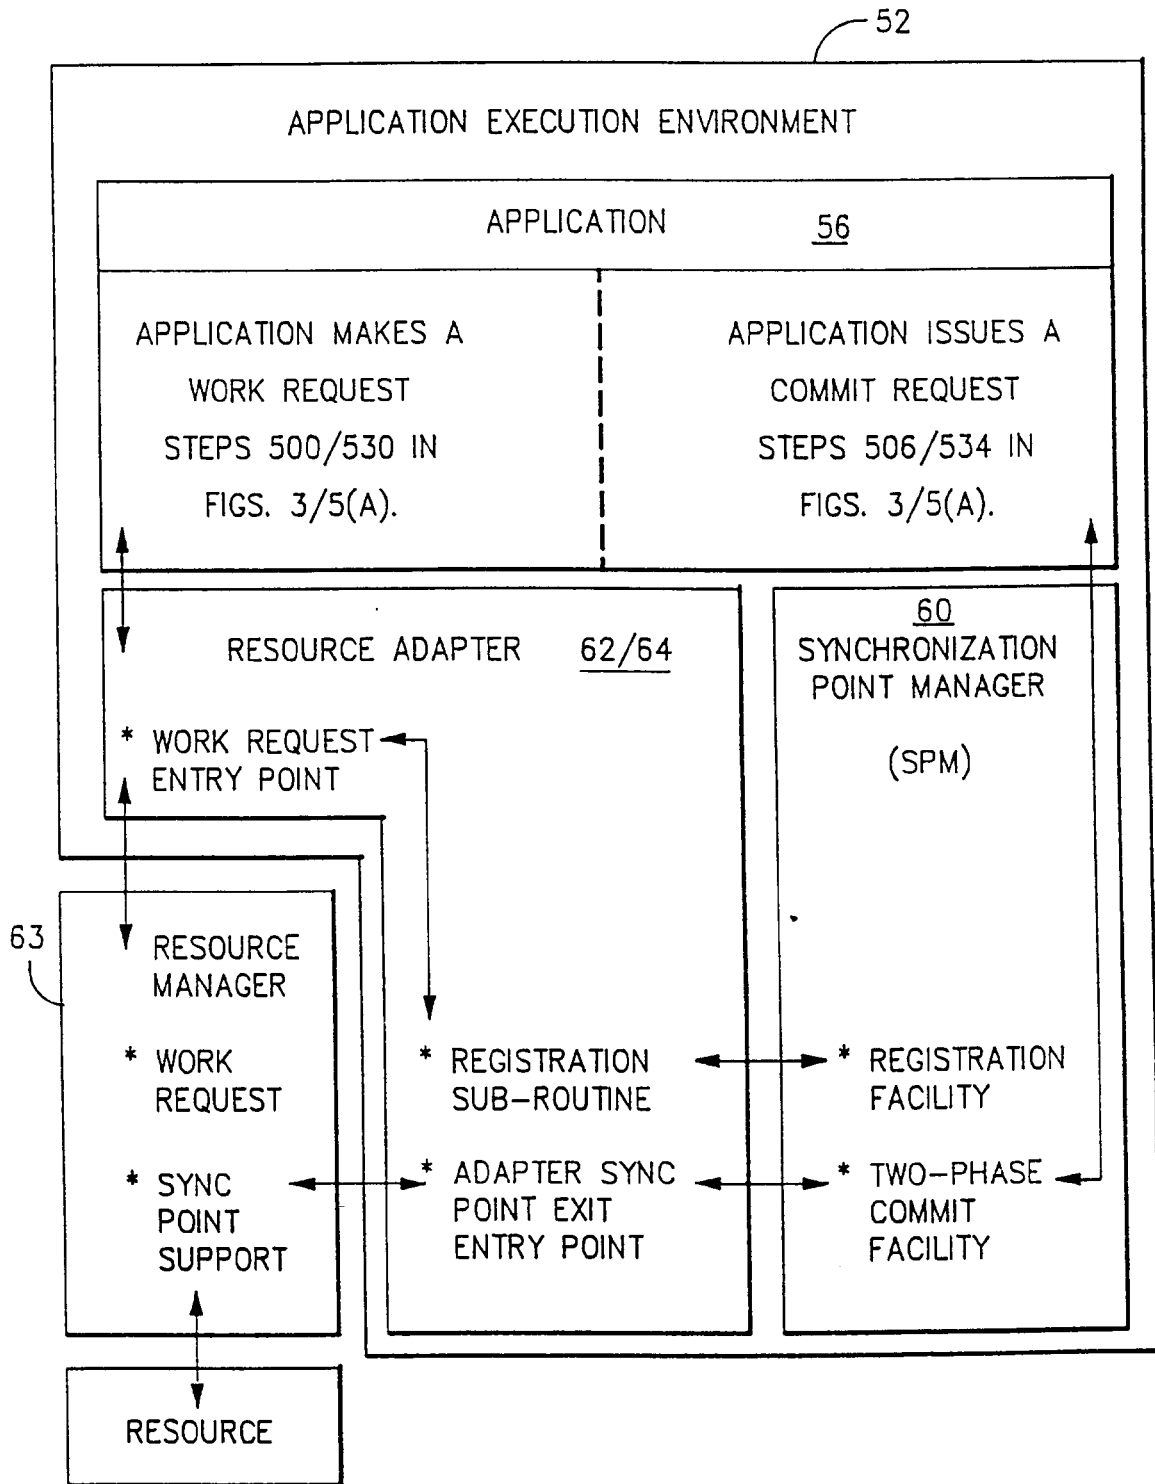 52
APPLICATION EXECUTION ENVIRONMENT
APPLICATION 56
APPLICATION MAKES A
WORK REQUEST
STEPS 500/530 IN
FIGS. 3/5(A).
APPLICATION ISSUES A
COMMIT REQUEST
STEPS 506/534 IN
FIGS. 3/5(A).
RESOURCE ADAPTER 62/64
* WORK REQUEST
ENTRY POINT
60
SYNCHRONIZATION
POINT MANAGER
(SPM)
63
RESOURCE
MANAGER
* WORK
REQUEST
* SYNC
POINT
SUPPORT
* REGISTRATION
SUB-ROUTINE
* ADAPTER SYNC
POINT EXIT
ENTRY POINT
* REGISTRATION
FACILITY
* TWO-PHASE
COMMIT
FACILITY
RESOURCE